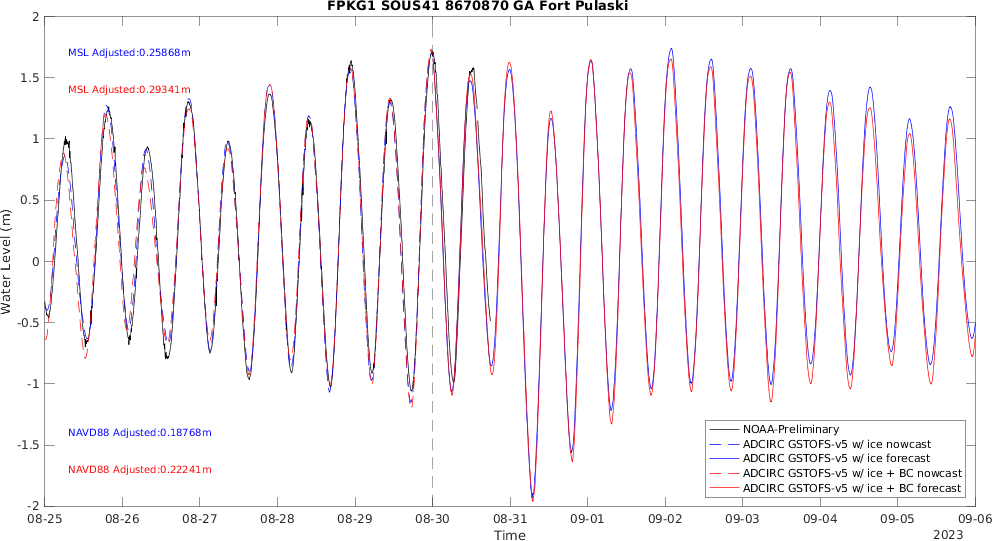 FPKG1 SOUS41 8670870 GA Fort Pulaski
Water Level (m)
2
1.5
1
0.5
0
-0.5
-1
-1.5
-2
MSL Adjusted:0.25868m
MSL Adjusted:0.29341m
NAVD88 Adjusted:0.18768m
NAVD88 Adjusted:0.22241m
NOAA-Preliminary
ADCIRC GSTOFS-v5 w/ ice nowcast
ADCIRC GSTOFS-v5 w/ ice forecast
ADCIRC GSTOFS-v5 w/ ice + BC nowcast
ADCIRC GSTOFS-v5 w/ ice + BC forecast
08-25 08-26 08-27 08-28 08-29 08-30 08-31 09-01 09-02 09-03 09-04 09-05 09-06
Time
2023